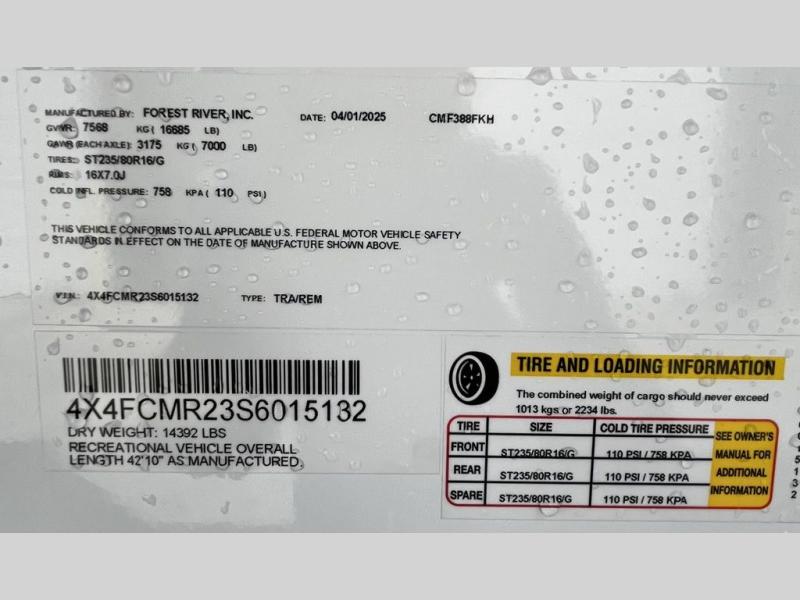 MANUFACTURED BY: FOREST RIVER, INC. DATE: 04/01/2025 CMF388FKH
GVWR: 7568 KG ( 16685 LB)
GAWR (EACH AXLE): 3175 KG ( 7000 LB)
TIRES: ST235/80R16/G
RIMS: 16X7.0J
COLD INFL. PRESSURE: 758 KPA ( 110 PSI)
THIS VEHICLE CONFORMS TO ALL APPLICABLE U.S. FEDERAL MOTOR VEHICLE SAFETY
STANDARDS IN EFFECT ON THE DATE OF MANUFACTURE SHOWN ABOVE.
V.I.N.: 4X4FCMR23S6015132 TYPE: TRA/REM
4X4FCMR23S6015132
DRY WEIGHT: 14392 LBS
RECREATIONAL VEHICLE OVERALL
LENGTH 42'10" AS MANUFACTURED.
TIRE AND LOADING INFORMATION
The combined weight of cargo should never exceed
1013 kgs or 2234 lbs.
TIRE SIZE COLD TIRE PRESSURE
FRONT ST235/80R16/G 110 PSI / 758 KPA
REAR ST235/80R16/G 110 PSI / 758 KPA
SPARE ST235/80R16/G 110 PSI / 758 KPA
SEE OWNER'S
MANUAL FOR
ADDITIONAL
INFORMATION